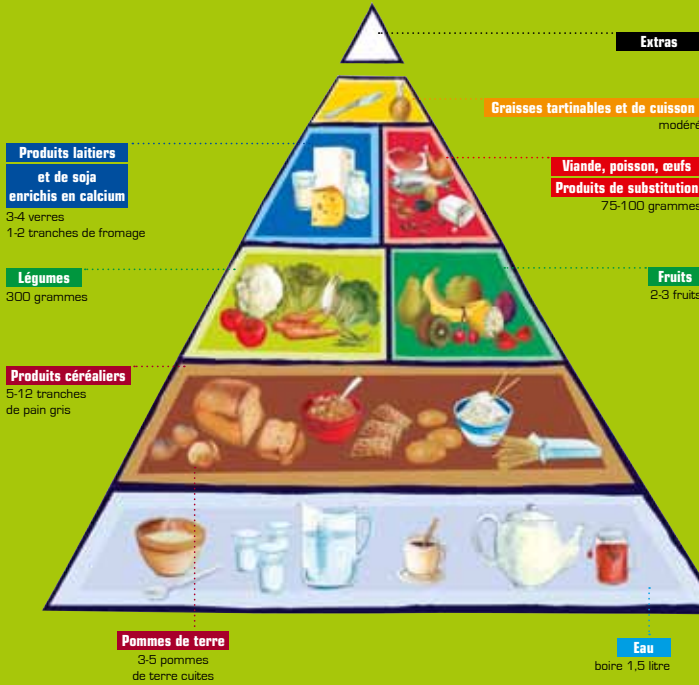 Extras
Graisses tartinables et de cuisson
modéré
Produits laitiers
et de soja
enrichis en calcium
3-4 verres
1-2 tranches de fromage
Viande, poisson, œufs
Produits de substitution
75-100 grammes
Légumes
300 grammes
Fruits
2-3 fruits
Produits céréaliers
5-12 tranches
de pain gris
Pommes de terre
3-5 pommes
de terre cuites
Eau
boire 1,5 litre